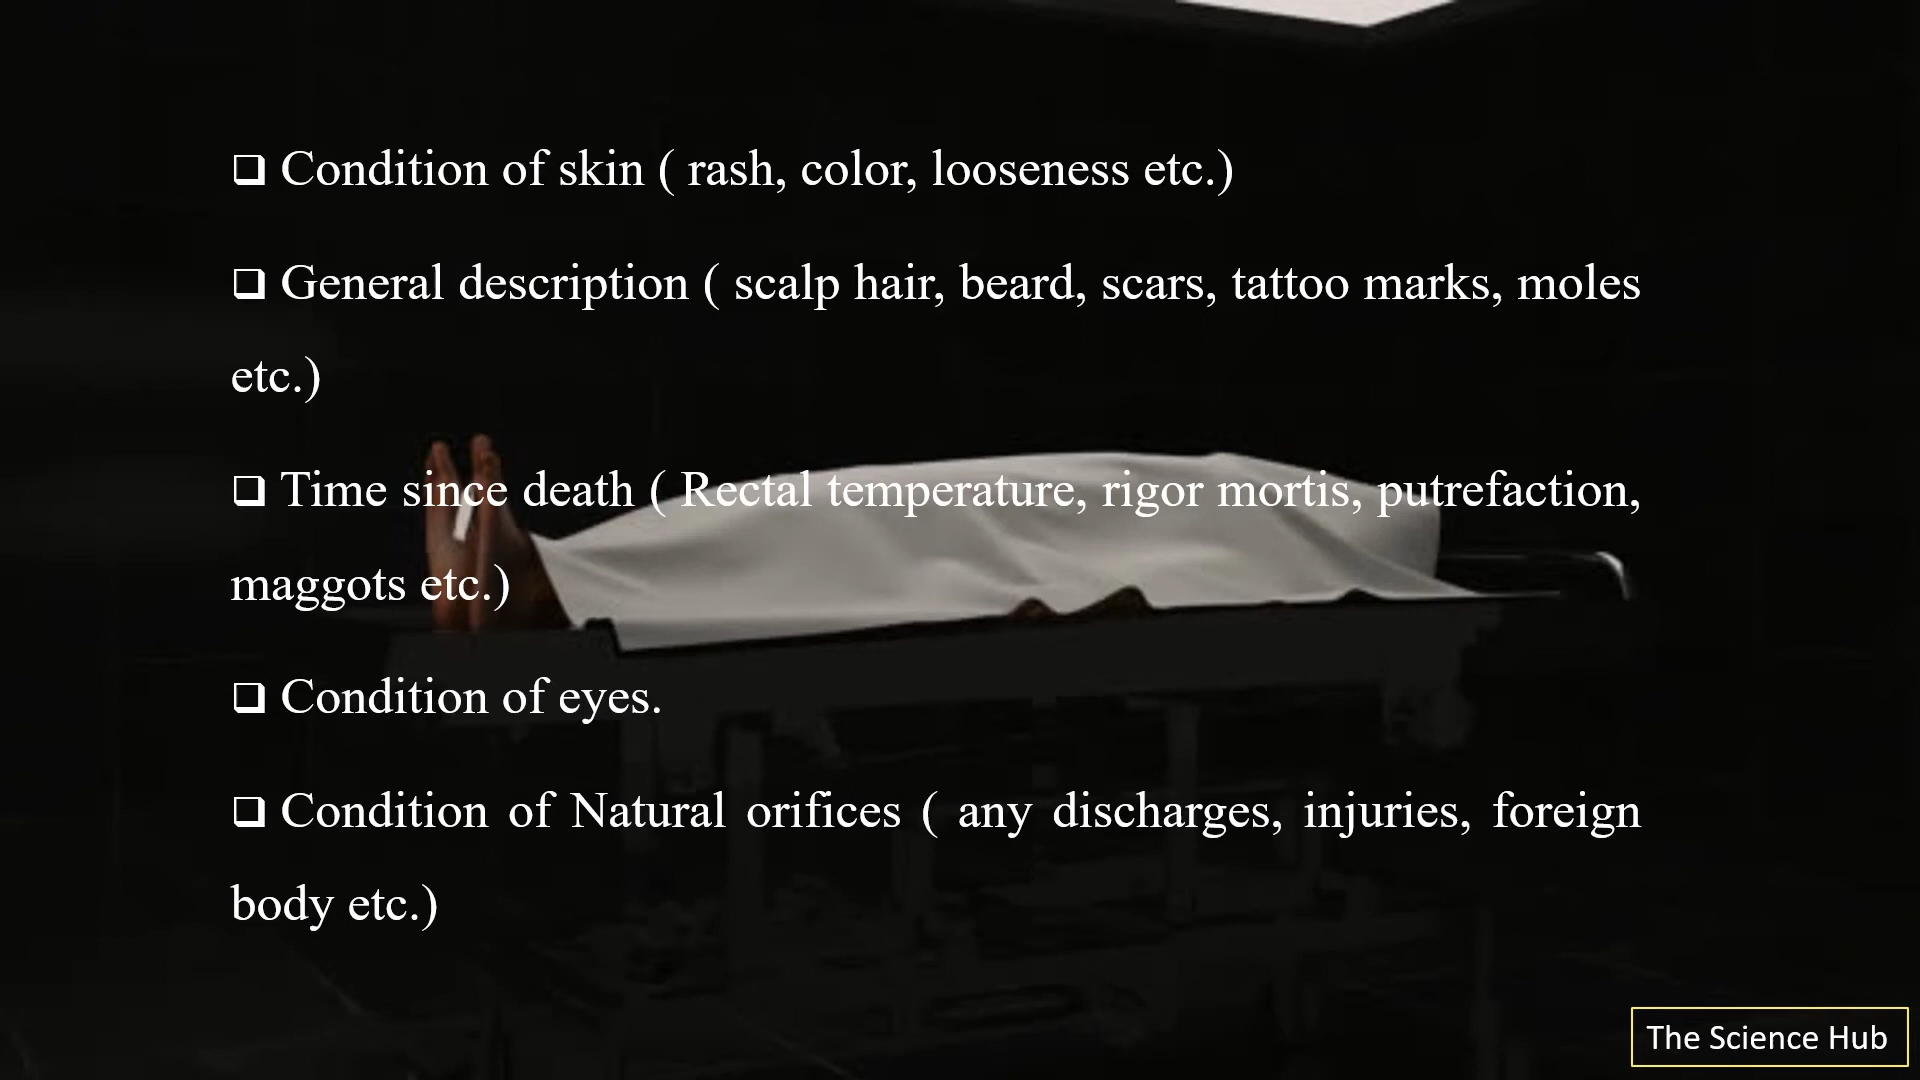 ❑ Condition of skin ( rash, color, looseness etc.)
❑ General description ( scalp hair, beard, scars, tattoo marks, moles
etc.)
❑ Time since death ( Rectal temperature, rigor mortis, putrefaction,
maggots etc.)
❑ Condition of eyes.
❑ Condition of Natural orifices ( any discharges, injuries, foreign
body etc.)
The Science Hub